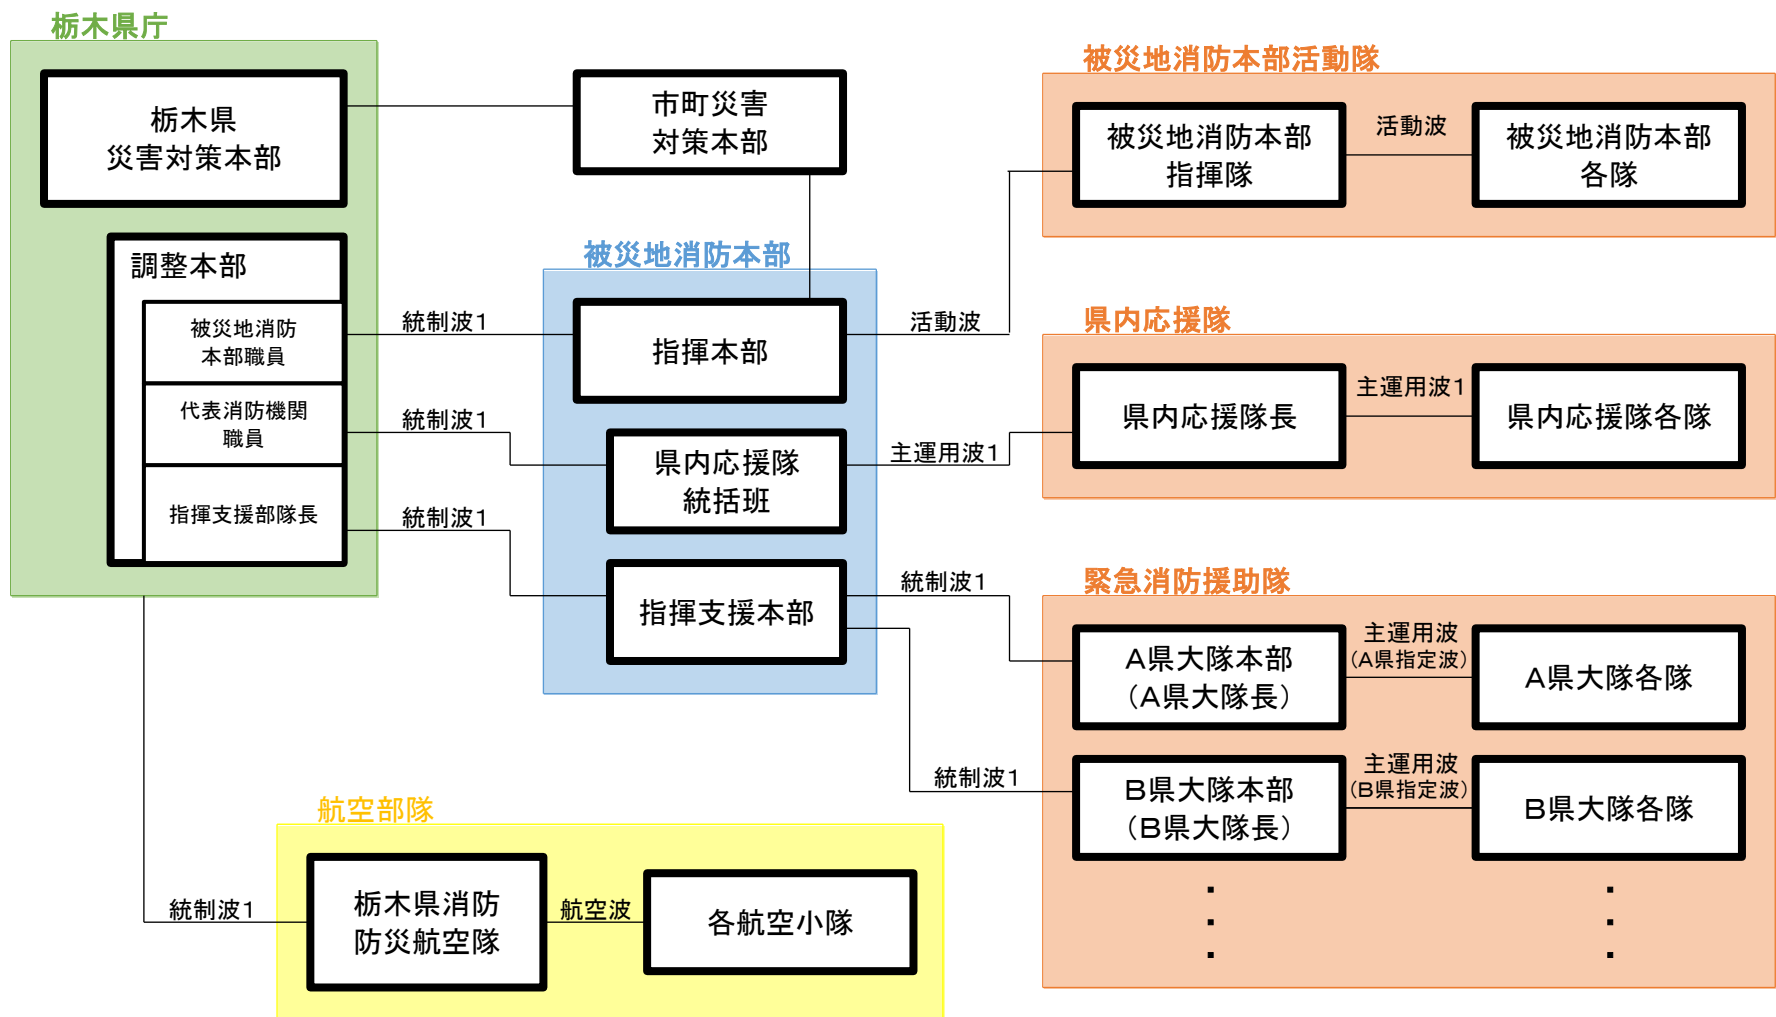 栃木県庁
栃木県
災害対策本部
調整本部
被災地消防
本部職員
代表消防機関
職員
指揮支援部隊長
市町災害
対策本部
統制波1
統制波1
統制波1
被災地消防本部
指揮本部
県内応援隊
統括班
指揮支援本部
活動波
主運用波1
統制波1
統制波1
被災地消防本部活動隊
被災地消防本部
指揮隊
活動波
被災地消防本部
各隊
県内応援隊
県内応援隊長
主運用波1
県内応援隊各隊
緊急消防援助隊
A県大隊本部
(A県大隊長)
主運用波
(A県指定波)
A県大隊各隊
B県大隊本部
(B県大隊長)
主運用波
(B県指定波)
B県大隊各隊
・
・
・
・
・
・
航空部隊
統制波1
栃木県消防
防災航空隊
航空波
各航空小隊